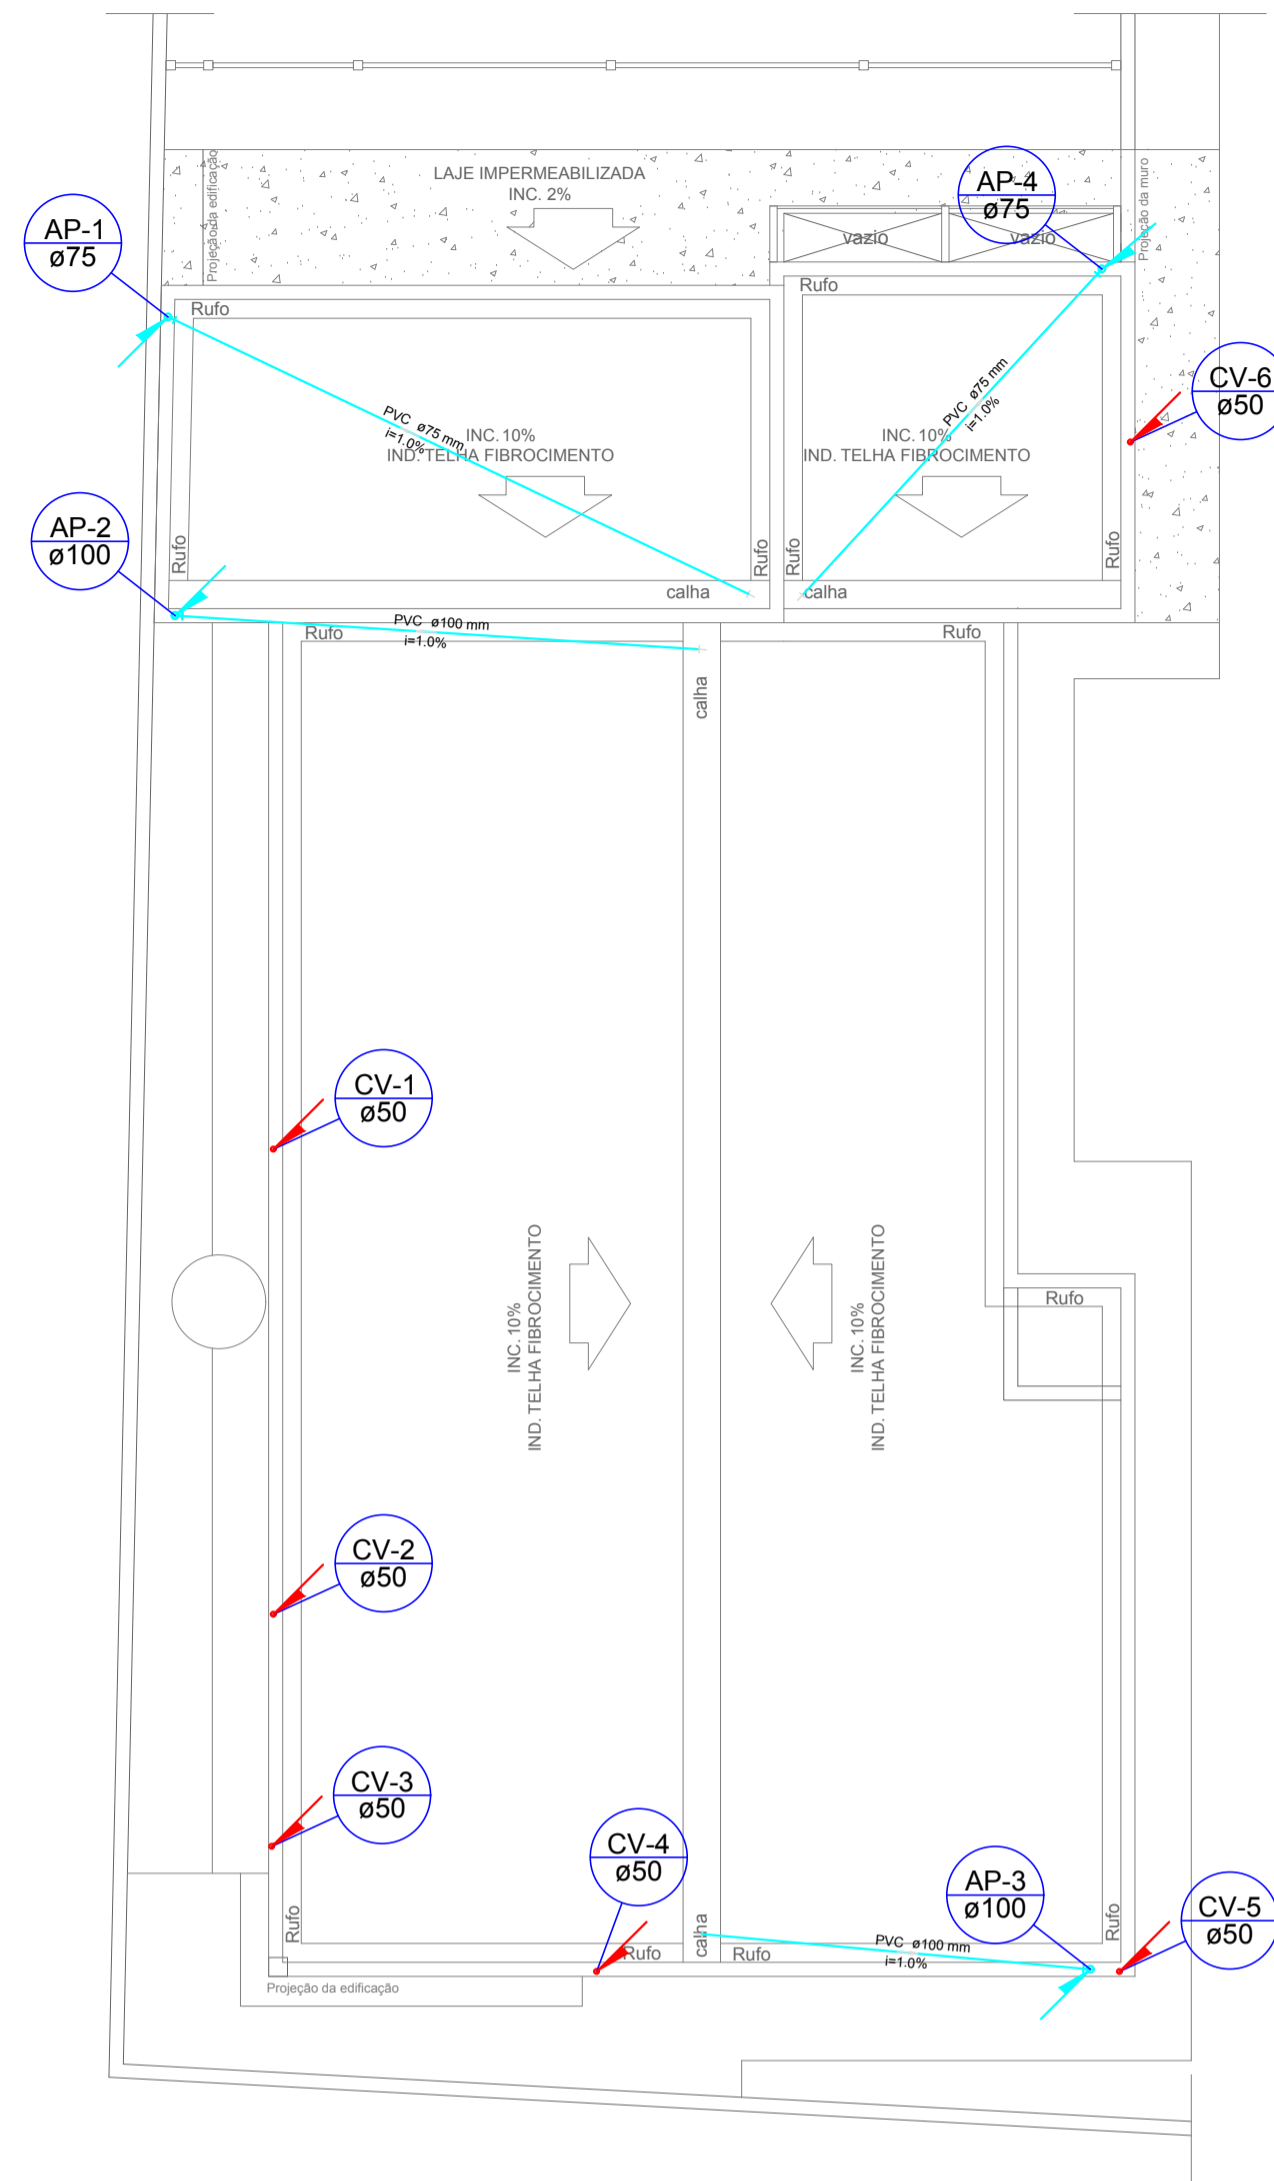 LAJE IMPERMEABILIZADA
INC. 2%
Projeção da edificação
Projeção da muro
AP-4
ø75
AP-1
ø75
vazio
vazio
Rufo
Rufo
CV-6
ø50
PVC ø75 mm
i=1.0%
PVC ø75 mm
i=1.0%
INC. 10%
IND. TELHA FIBROCIMENTO
INC. 10%
IND. TELHA FIBROCIMENTO
AP-2
ø100
Rufo
Rufo
Rufo
Rufo
calha
calha
PVC ø100 mm
i=1.0%
Rufo
Rufo
calha
CV-1
ø50
INC. 10%
IND. TELHA FIBROCIMENTO
INC. 10%
IND. TELHA FIBROCIMENTO
Rufo
CV-2
ø50
CV-3
ø50
CV-4
ø50
AP-3
ø100
CV-5
ø50
Rufo
Rufo
calha
Rufo
Rufo
PVC ø100 mm
i=1.0%
Projeção da edificação